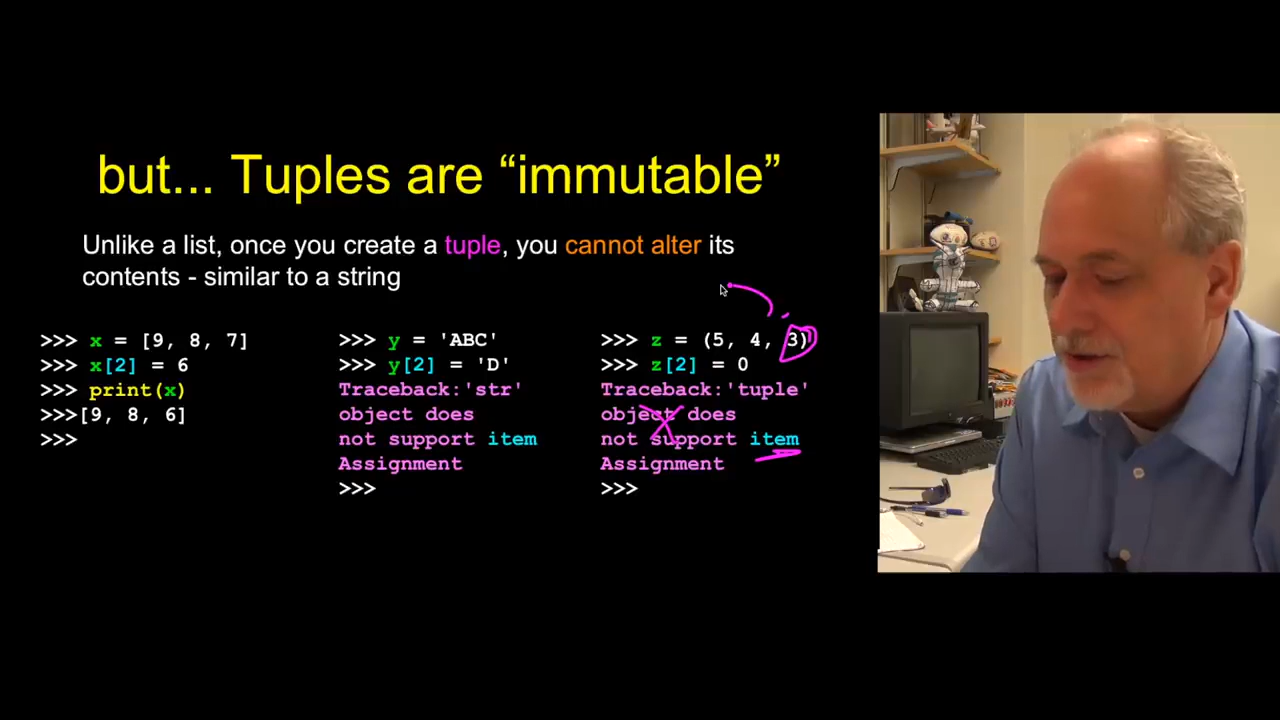 but... Tuples are “immutable”
Unlike a list, once you create a tuple, you cannot alter its
contents - similar to a string
>>> x = [9, 8, 7]
>>> x[2] = 6
>>> print(x)
>>>[9, 8, 6]
>>>
>>> y = 'ABC'
>>> y[2] = 'D'
Traceback:'str'
object does
not support item
Assignment
>>>
>>> z = (5, 4, 3)
>>> z[2] = 0
Traceback:'tuple'
object does
not support item
Assignment
>>>